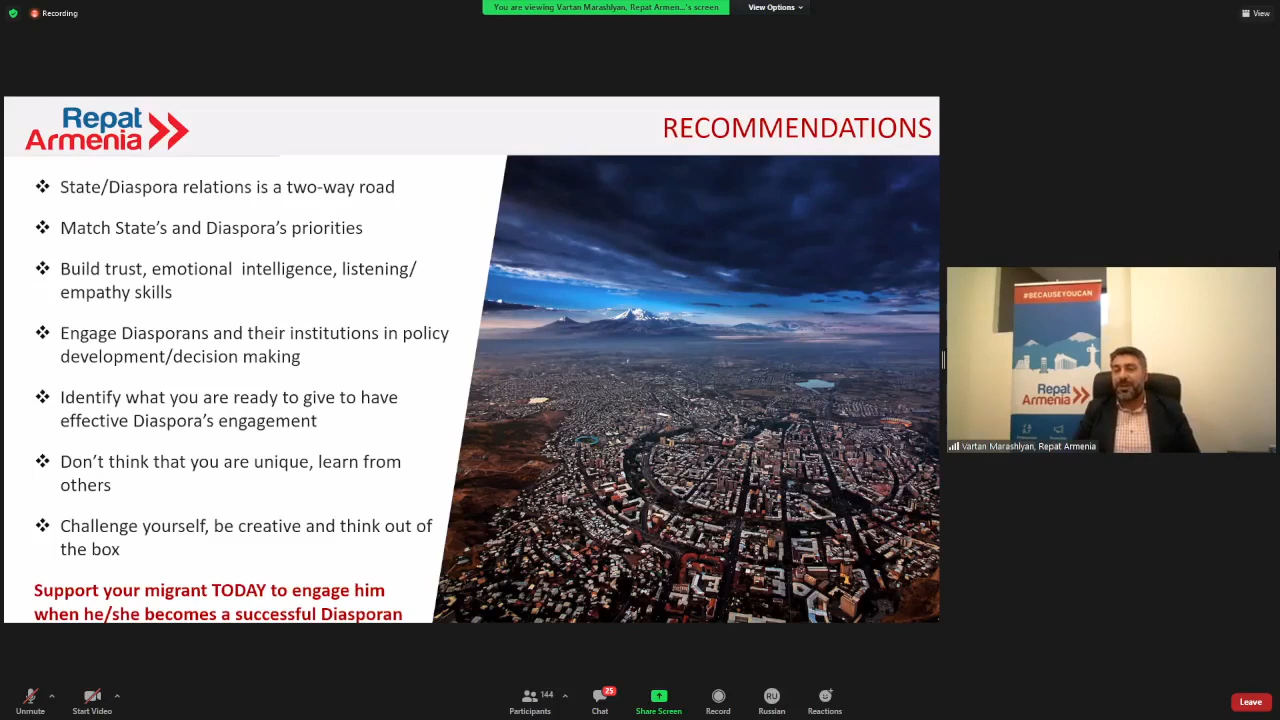 Recording
You are viewing Vartan Marashlyan, Repat Armen...'s screen
View Options
View
Repat
Armenia
RECOMMENDATIONS
❖ State/Diaspora relations is a two-way road
❖ Match State's and Diaspora's priorities
❖ Build trust, emotional intelligence, listening/
empathy skills
❖ Engage Diasporans and their institutions in policy
development/decision making
❖ Identify what you are ready to give to have
effective Diaspora's engagement
❖ Don't think that you are unique, learn from
others
❖ Challenge yourself, be creative and think out of
the box
Support your migrant TODAY to engage him
when he/she becomes a successful Diasporan
#BECAUSEYOUCAN
Repat
Armenia
Vartan Marashlyan, Repat Armenia
Unmute
Start Video
144
Participants
25
Chat
Share Screen
Record
RU
Russian
Reactions
Leave